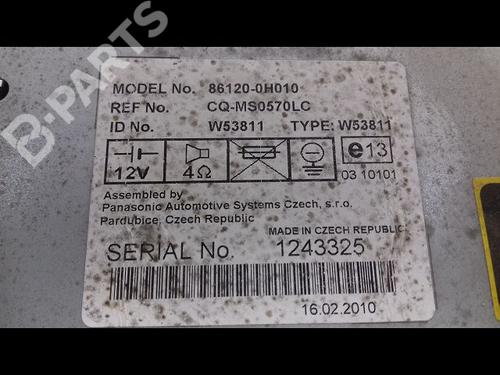 B-PARTS
MODEL No. 86120-0H010
REF No. CQ-MS0570LC
ID No. W53811 TYPE: W53811
12V 4Ω e13
03 10101
Assembled by
Panasonic Automotive Systems Czech, s.r.o.
Pardubice, Czech Republic
MADE IN CZECH REPUBLIC
SERIAL No. 1243325
16.02.2010